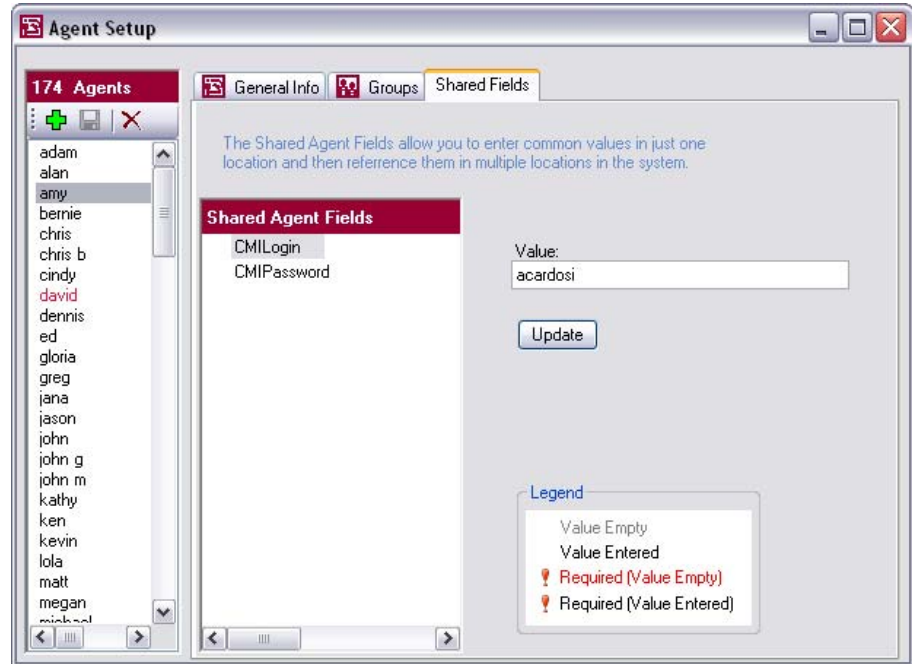 Agent Setup
174 Agents
adam
alan
amy
bernie
chris
chris b
cindy
david
dennis
ed
gloria
greg
jana
jason
john
john g
john m
kathy
ken
kevin
lola
matt
megan
michael
General Info
Groups
Shared Fields
The Shared Agent Fields allow you to enter common values in just one
location and then referrence them in multiple locations in the system.
Shared Agent Fields
CMILogin
CMIPassword
Value:
acardosi
Update
Legend
Value Empty
Value Entered
Required (Value Empty)
Required (Value Entered)